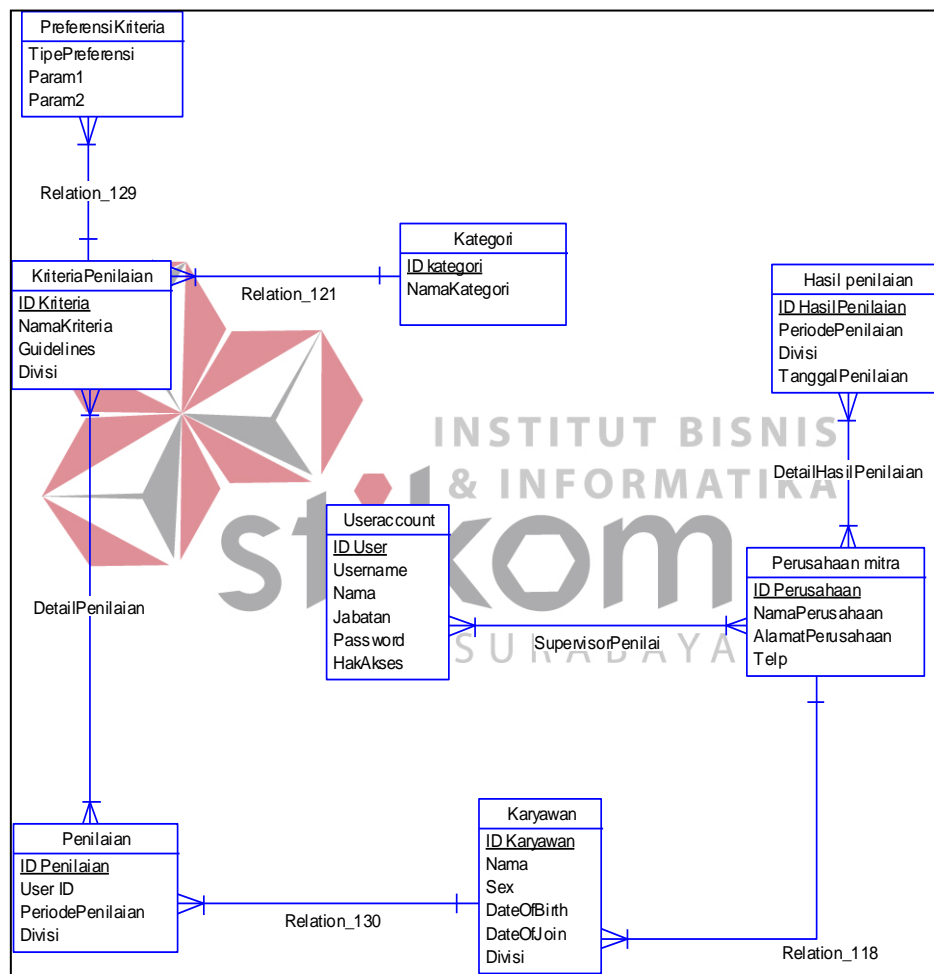 PreferensiKriteria
TipePreferensi
Param1
Param2
Relation_129
KriteriaPenilaian
ID Kriteria
NamaKriteria
Guidelines
Divisi
Relation_121
Kategori
ID kategori
NamaKategori
Hasil penilaian
ID HasilPenilaian
PeriodePenilaian
Divisi
TanggalPenilaian
INSTITUT BISNIS
& INFORMATIKA
stikom
SURABAYA
DetailHasilPenilaian
Useraccount
ID User
Username
Nama
Jabatan
Password
HakAkses
SupervisorPenilai
Perusahaan mitra
ID Perusahaan
NamaPerusahaan
AlamatPerusahaan
Telp
DetailPenilaian
Penilaian
ID Penilaian
User ID
PeriodePenilaian
Divisi
Relation_130
Karyawan
ID Karyawan
Nama
Sex
DateOfBirth
DateOfJoin
Divisi
Relation_118